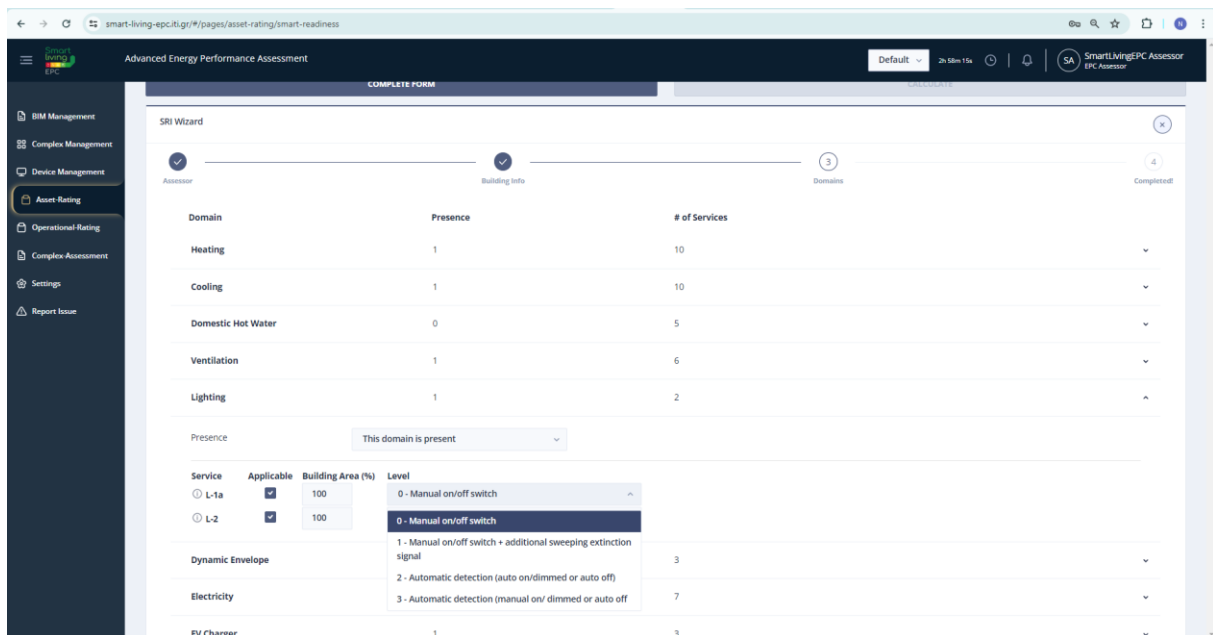 smart-living-epc.iti.gr/#/pages/asset-rating/smart-readiness
N
Smart living EPC
Advanced Energy Performance Assessment
Default
2h 58m 15s
SA
SmartLivingEPC Assessor
EPC Assessor
COMPLETE FORM
CALCULATE
BIM Management
Complex Management
Device Management
Asset-Rating
Operational-Rating
Complex-Assessment
Settings
Report Issue
SRI Wizard
Assessor
Building Info
3
Domains
4
Completed!
Domain Presence # of Services
Heating 1 10
Cooling 1 10
Domestic Hot Water 0 5
Ventilation 1 6
Lighting 1 2
Presence This domain is present
Service Applicable Building Area (%) Level
L-1a 100 0 - Manual on/off switch
L-2 100
0 - Manual on/off switch
1 - Manual on/off switch + additional sweeping extinction
signal
2 - Automatic detection (auto on/dimmed or auto off)
3 - Automatic detection (manual on/ dimmed or auto off
Dynamic Envelope 3
Electricity 7
EV Charger 1 3